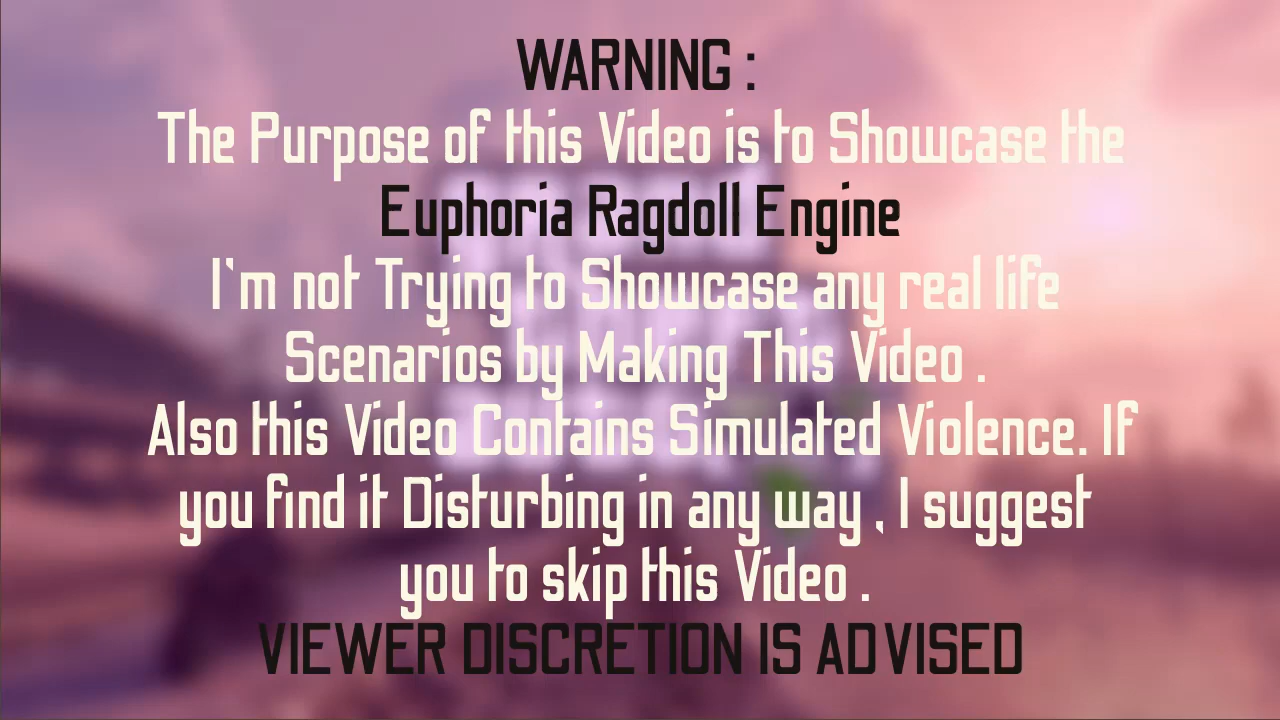 WARNING :
The Purpose of this Video is to Showcase the
Euphoria Ragdoll Engine
I'm not Trying to Showcase any real life
Scenarios by Making This Video .
Also this Video Contains Simulated Violence. If
you find it Disturbing in any way , I suggest
you to skip this Video .
VIEWER DISCRETION IS ADVISED